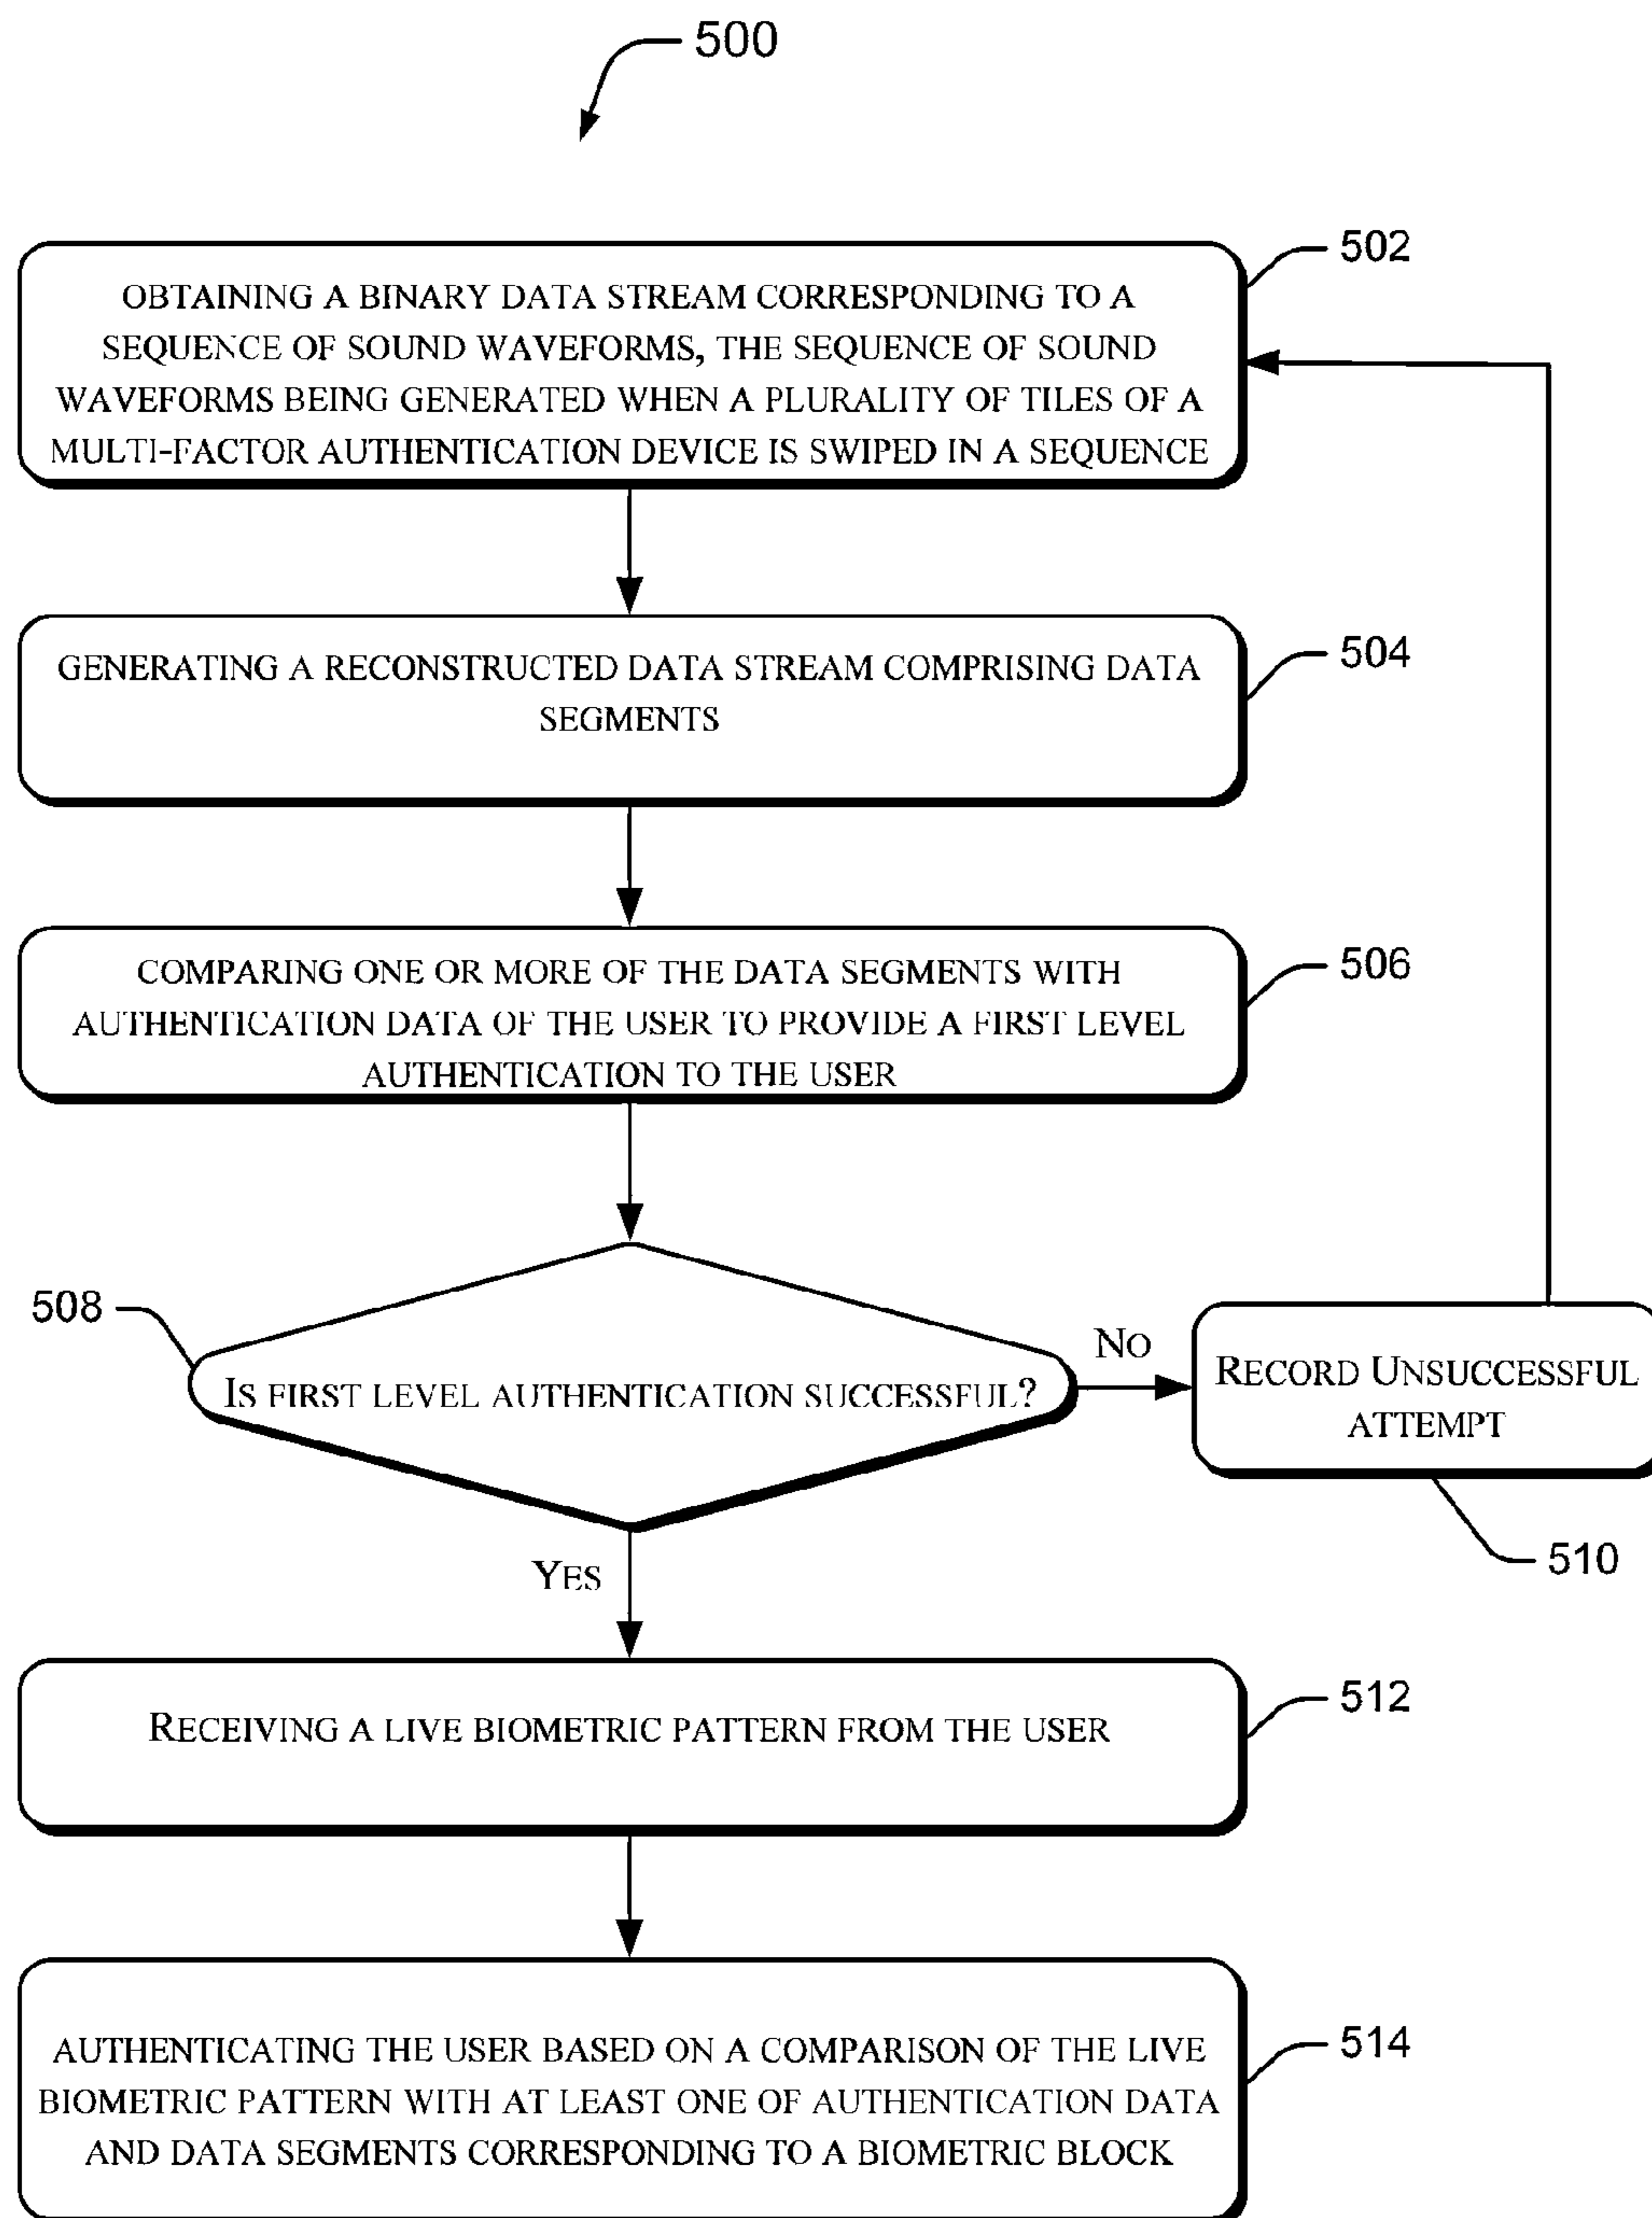 500
502
OBTAINING A BINARY DATA STREAM CORRESPONDING TO A
SEQUENCE OF SOUND WAVEFORMS, THE SEQUENCE OF SOUND
WAVEFORMS BEING GENERATED WHEN A PLURALITY OF TILES OF A
MULTI-FACTOR AUTHENTICATION DEVICE IS SWIPED IN A SEQUENCE
504
GENERATING A RECONSTRUCTED DATA STREAM COMPRISING DATA
SEGMENTS
506
COMPARING ONE OR MORE OF THE DATA SEGMENTS WITH
AUTHENTICATION DATA OF THE USER TO PROVIDE A FIRST LEVEL
AUTHENTICATION TO THE USER
508
IS FIRST LEVEL AUTHENTICATION SUCCESSFUL?
NO
RECORD UNSUCCESSFUL
ATTEMPT
510
YES
512
RECEIVING A LIVE BIOMETRIC PATTERN FROM THE USER
514
AUTHENTICATING THE USER BASED ON A COMPARISON OF THE LIVE
BIOMETRIC PATTERN WITH AT LEAST ONE OF AUTHENTICATION DATA
AND DATA SEGMENTS CORRESPONDING TO A BIOMETRIC BLOCK